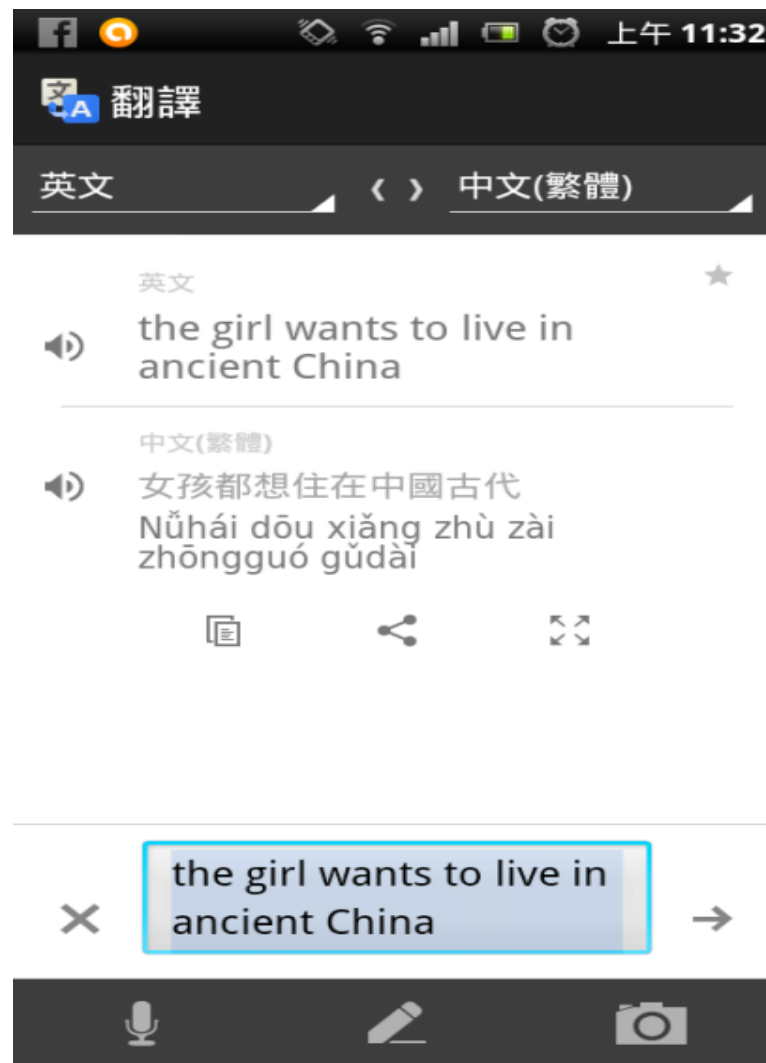 上午 11:32
文A 翻譯
英文 中文(繁體)
英文
the girl wants to live in
ancient China
中文(繁體)
女孩都想住在中國古代
Nǚhái dōu xiǎng zhù zài
zhōngguó gǔdài
the girl wants to live in
ancient China